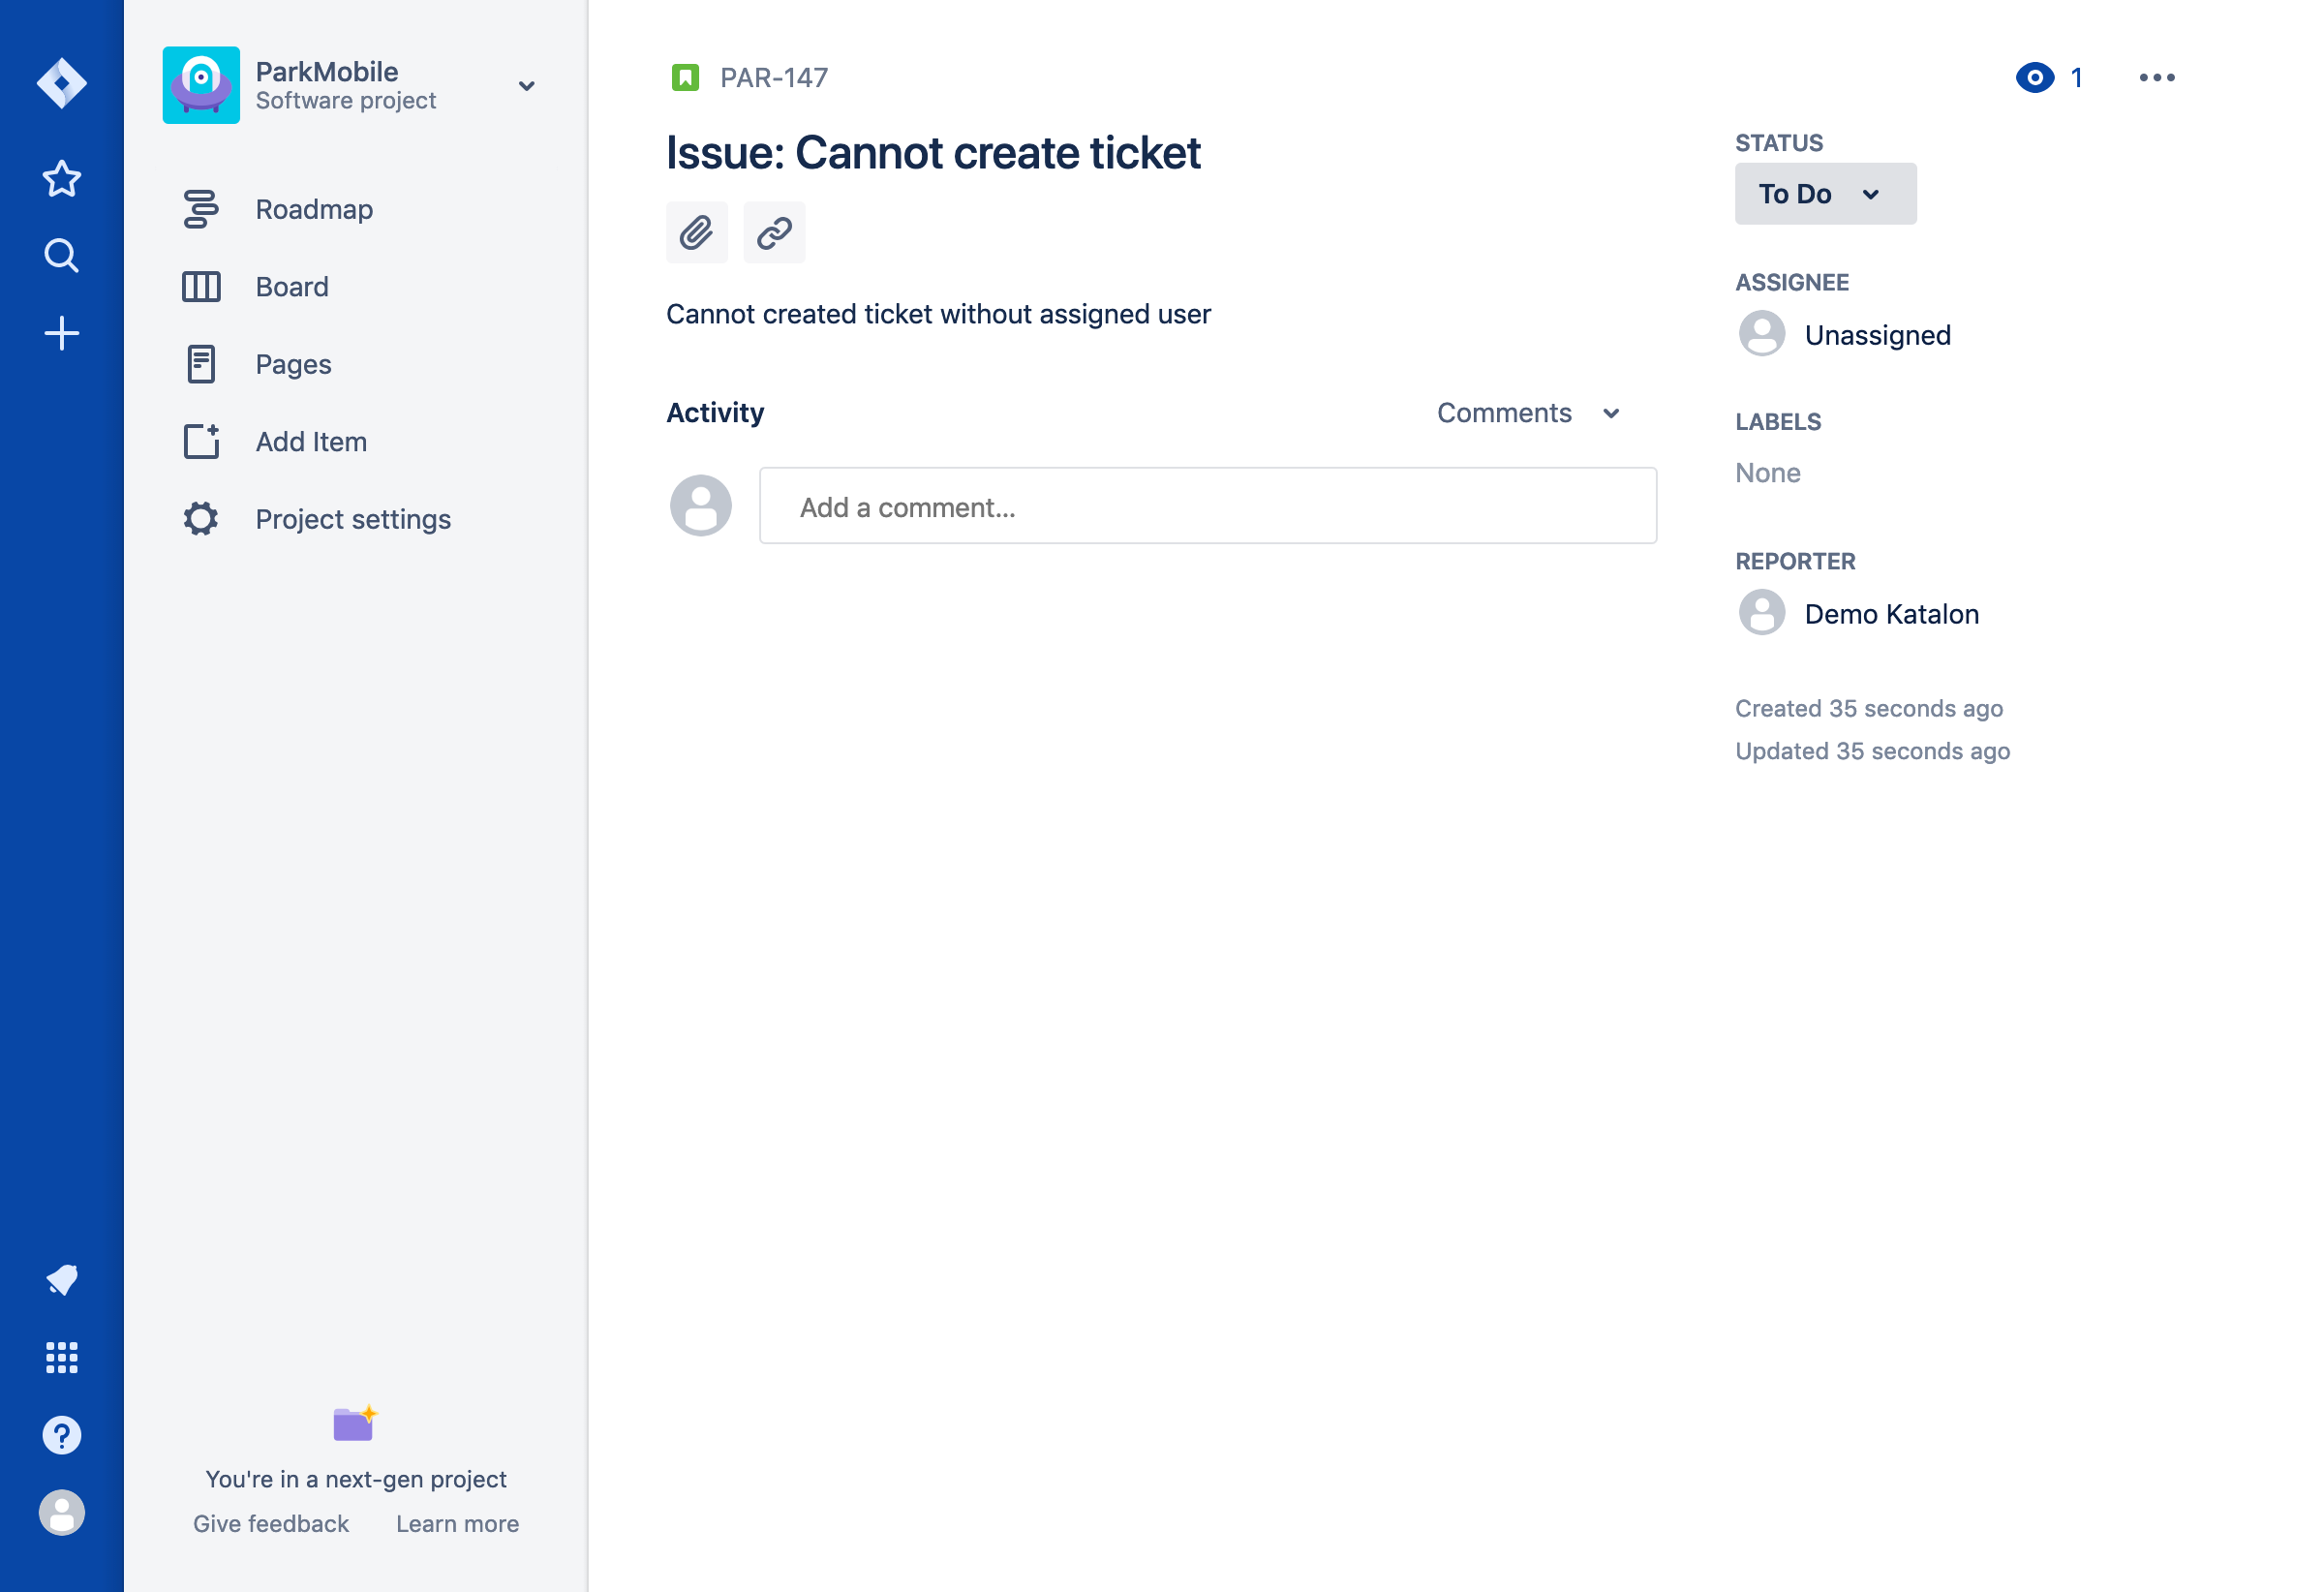 ParkMobile
Software project
Roadmap
Board
Pages
Add Item
Project settings
You're in a next-gen project
Give feedback Learn more
PAR-147
1
Issue: Cannot create ticket
Cannot created ticket without assigned user
Activity
Comments
Add a comment...
STATUS
To Do
ASSIGNEE
Unassigned
LABELS
None
REPORTER
Demo Katalon
Created 35 seconds ago
Updated 35 seconds ago